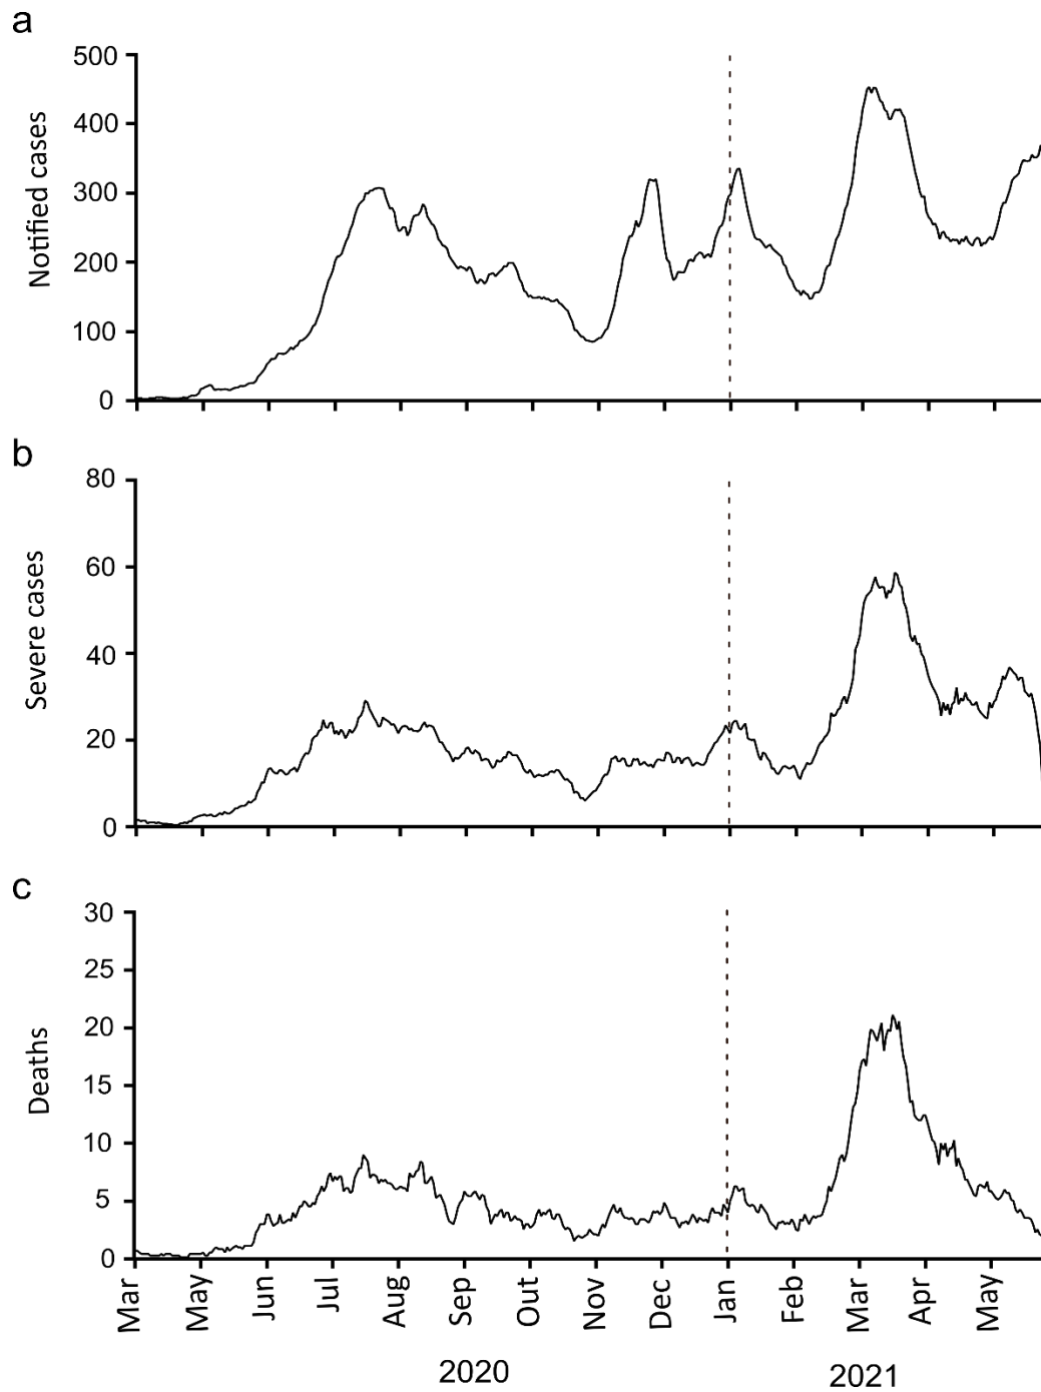 a
500
400
300
200
100
0
Notified cases
b
80
60
40
20
0
Severe cases
c
30
25
20
15
10
5
0
Deaths
Mar May Jun Jul Aug Sep Out Nov Dec Jan Feb Mar Apr May
2020 2021